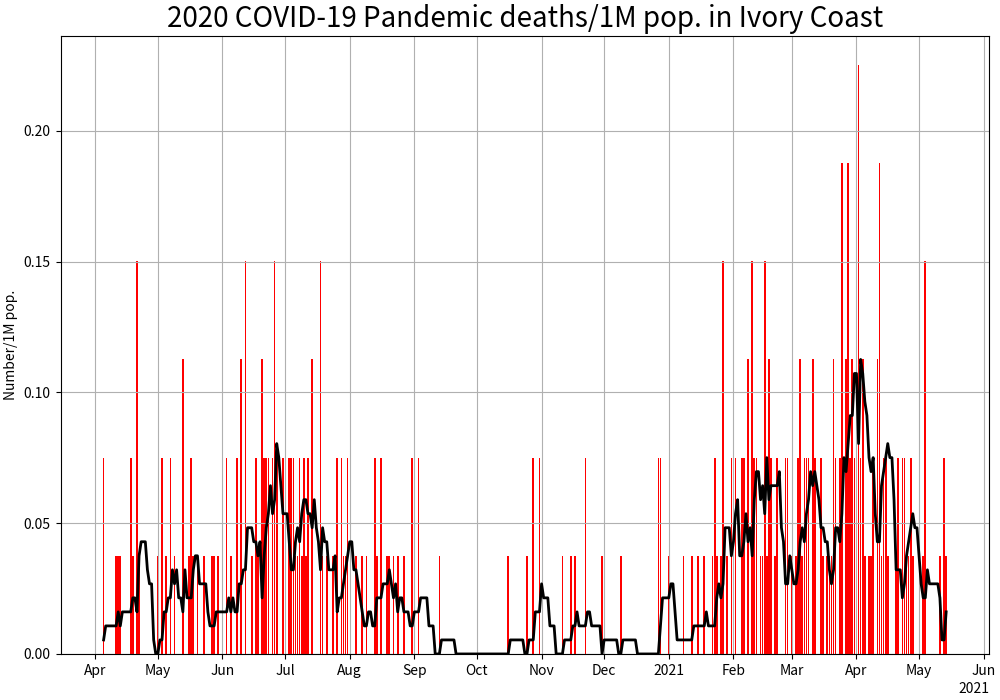 2020 COVID-19 Pandemic deaths/1M pop. in Ivory Coast
Number/1M pop.
0.20
0.15
0.10
0.05
0.00
Apr May Jun Jul Aug Sep Oct Nov Dec 2021 Feb Mar Apr May Jun
2021